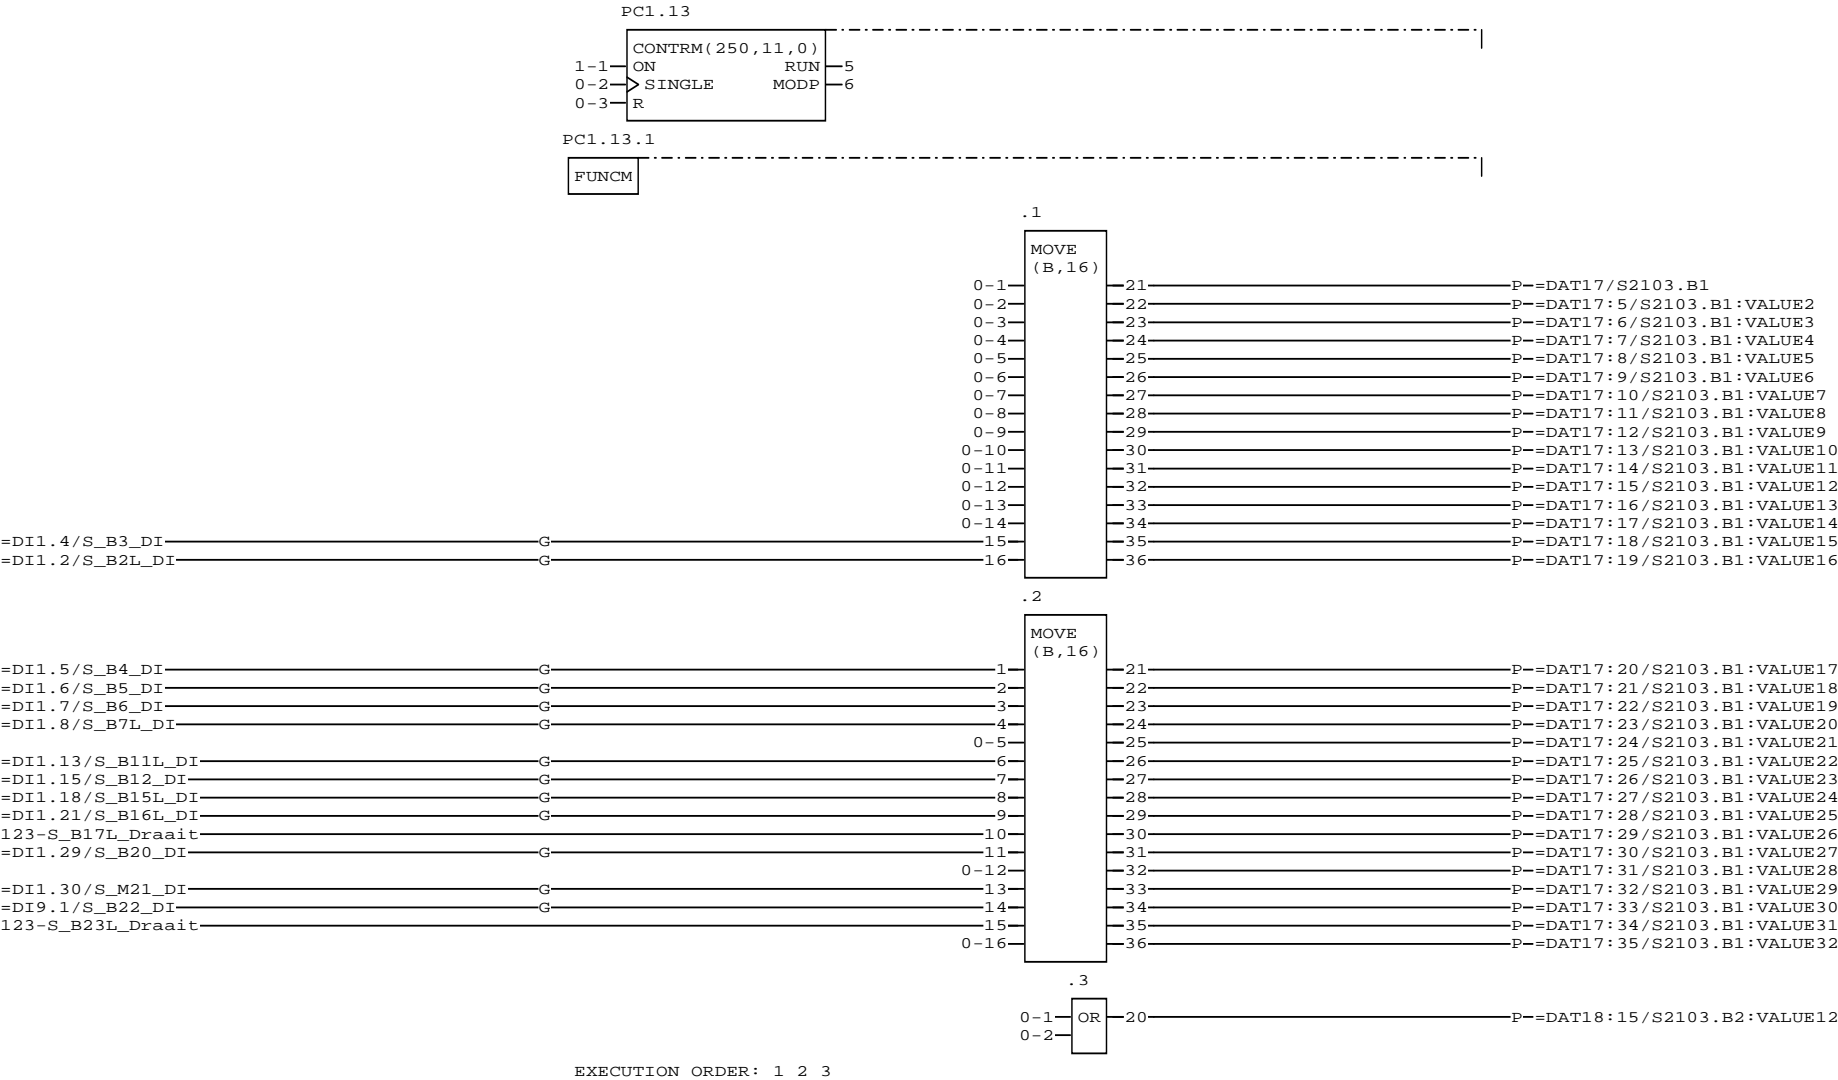 PC1.13
CONTRM(250,11,0)
1-1 ON RUN 5
0-2 SINGLE MODP 6
0-3 R
PC1.13.1
FUNCM
.1
MOVE
(B,16)
0-1 21 P-=DAT17/S2103.B1
0-2 22 P-=DAT17:5/S2103.B1:VALUE2
0-3 23 P-=DAT17:6/S2103.B1:VALUE3
0-4 24 P-=DAT17:7/S2103.B1:VALUE4
0-5 25 P-=DAT17:8/S2103.B1:VALUE5
0-6 26 P-=DAT17:9/S2103.B1:VALUE6
0-7 27 P-=DAT17:10/S2103.B1:VALUE7
0-8 28 P-=DAT17:11/S2103.B1:VALUE8
0-9 29 P-=DAT17:12/S2103.B1:VALUE9
0-10 30 P-=DAT17:13/S2103.B1:VALUE10
0-11 31 P-=DAT17:14/S2103.B1:VALUE11
0-12 32 P-=DAT17:15/S2103.B1:VALUE12
0-13 33 P-=DAT17:16/S2103.B1:VALUE13
0-14 34 P-=DAT17:17/S2103.B1:VALUE14
=DI1.4/S_B3_DI G 15 35 P-=DAT17:18/S2103.B1:VALUE15
=DI1.2/S_B2L_DI G 16 36 P-=DAT17:19/S2103.B1:VALUE16
.2
MOVE
(B,16)
=DI1.5/S_B4_DI G 1 21 P-=DAT17:20/S2103.B1:VALUE17
=DI1.6/S_B5_DI G 2 22 P-=DAT17:21/S2103.B1:VALUE18
=DI1.7/S_B6_DI G 3 23 P-=DAT17:22/S2103.B1:VALUE19
=DI1.8/S_B7L_DI G 4 24 P-=DAT17:23/S2103.B1:VALUE20
0-5 25 P-=DAT17:24/S2103.B1:VALUE21
=DI1.13/S_B11L_DI G 6 26 P-=DAT17:25/S2103.B1:VALUE22
=DI1.15/S_B12_DI G 7 27 P-=DAT17:26/S2103.B1:VALUE23
=DI1.18/S_B15L_DI G 8 28 P-=DAT17:27/S2103.B1:VALUE24
=DI1.21/S_B16L_DI G 9 29 P-=DAT17:28/S2103.B1:VALUE25
123-S_B17L_Draait 10 30 P-=DAT17:29/S2103.B1:VALUE26
=DI1.29/S_B20_DI G 11 31 P-=DAT17:30/S2103.B1:VALUE27
0-12 32 P-=DAT17:31/S2103.B1:VALUE28
=DI1.30/S_M21_DI G 13 33 P-=DAT17:32/S2103.B1:VALUE29
=DI9.1/S_B22_DI G 14 34 P-=DAT17:33/S2103.B1:VALUE30
123-S_B23L_Draait 15 35 P-=DAT17:34/S2103.B1:VALUE31
0-16 36 P-=DAT17:35/S2103.B1:VALUE32
.3
0-1 OR 20 P-=DAT18:15/S2103.B2:VALUE12
0-2
EXECUTION ORDER: 1 2 3